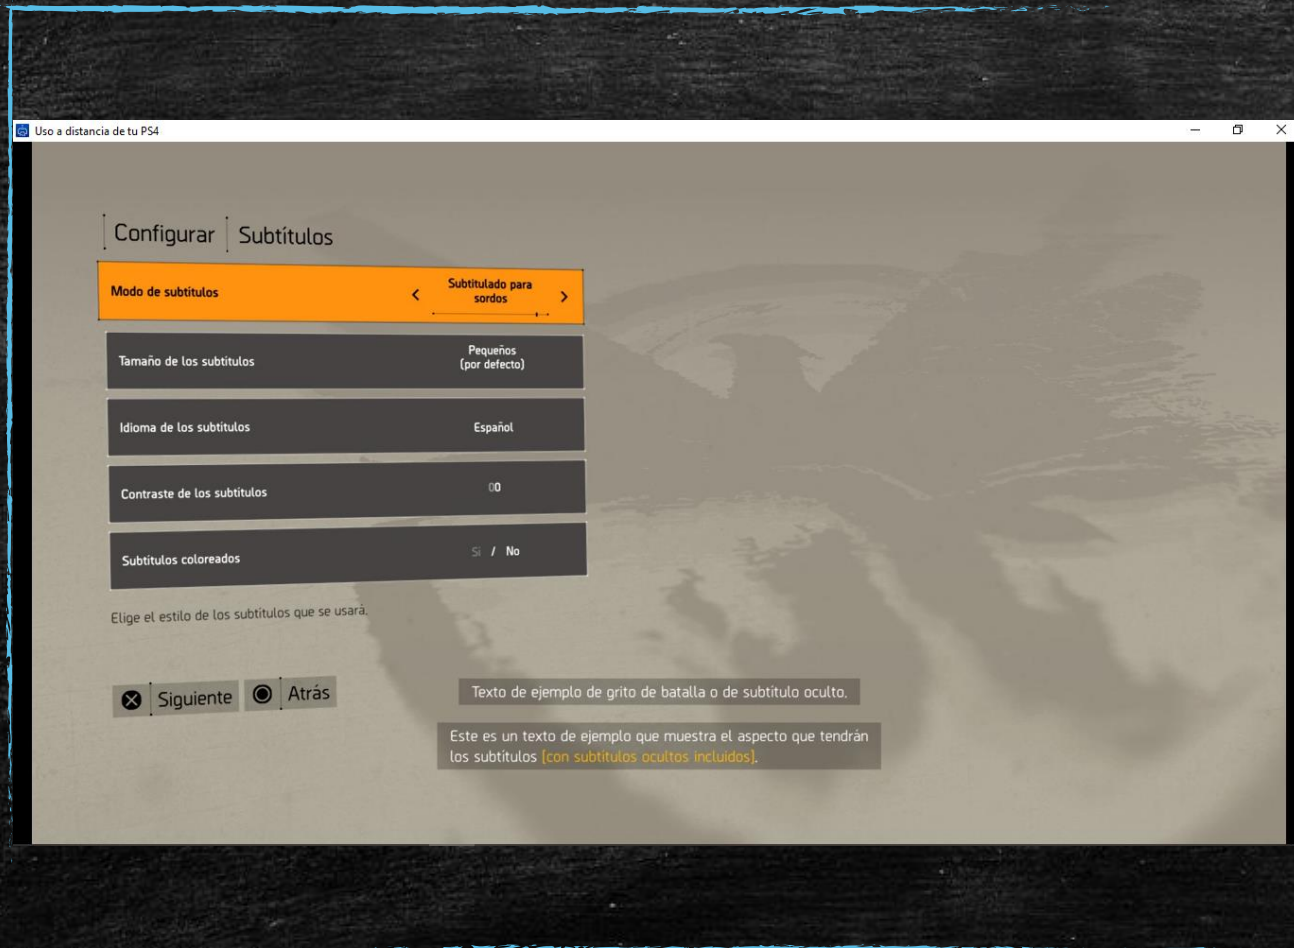 Uso a distancia de tu PS4
Configurar Subtítulos
Modo de subtítulos
Subtitulado para
sordos
Tamaño de los subtítulos
Pequeños
(por defecto)
Idioma de los subtítulos
Español
Contraste de los subtítulos
00
Subtítulos coloreados
Sí / No
Elige el estilo de los subtítulos que se usará.
Siguiente Atrás
Texto de ejemplo de grito de batalla o de subtítulo oculto.
Este es un texto de ejemplo que muestra el aspecto que tendrán
los subtítulos [con subtítulos ocultos incluidos].